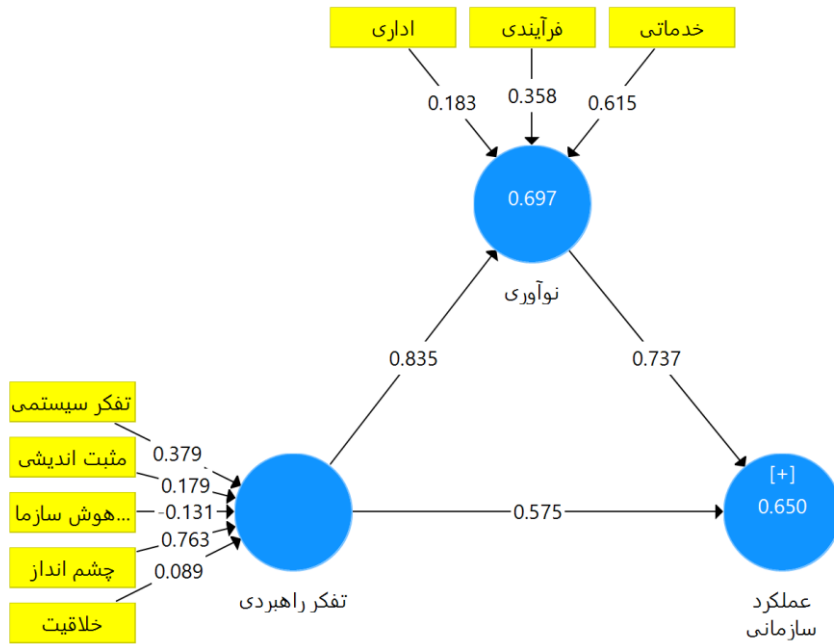 خدماتی
فرآیندی
اداری
0.615
0.358
0.183
0.697
نوآوری
0.835
0.737
تفکر سیستمی
0.379
مثبت اندیشی
0.179
هوش سازما...
-0.131
چشم انداز
0.763
خلاقیت
0.089
تفکر راهبردی
0.575
[+]
0.650
عملکرد
سازمانی